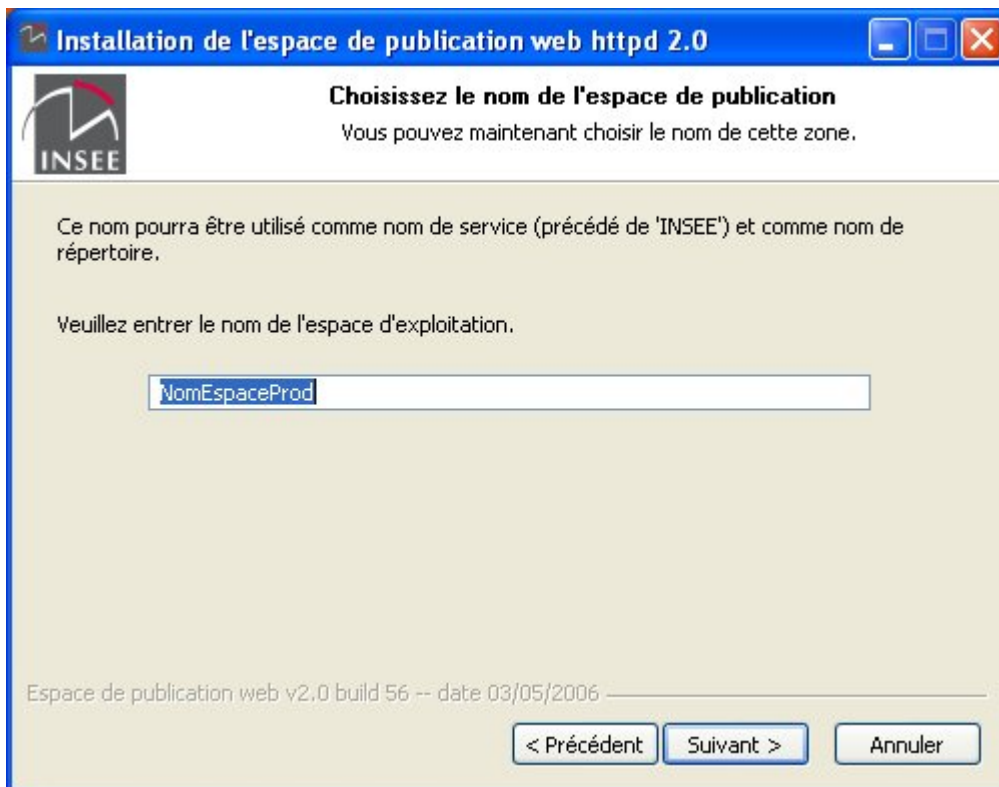 Installation de l'espace de publication web httpd 2.0
INSEE
Choisissez le nom de l'espace de publication
Vous pouvez maintenant choisir le nom de cette zone.
Ce nom pourra être utilisé comme nom de service (précédé de 'INSEE') et comme nom de
répertoire.
Veuillez entrer le nom de l'espace d'exploitation.
NomEspaceProd
Espace de publication web v2.0 build 56 -- date 03/05/2006
< Précédent Suivant > Annuler